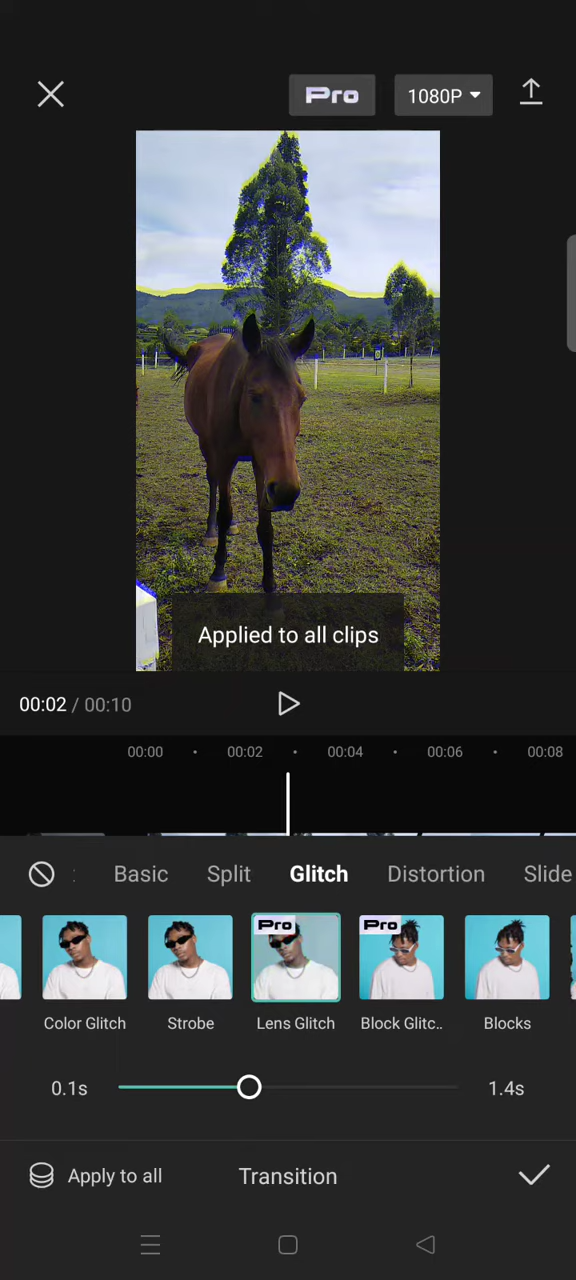 Pro
1080P
Applied to all clips
00:02 / 00:10
00:00
00:02
00:04
00:06
00:08
Basic
Split
Glitch
Distortion
Slide
Pro
Pro
Color Glitch
Strobe
Lens Glitch
Block Glitc..
Blocks
0.1s
1.4s
Apply to all
Transition